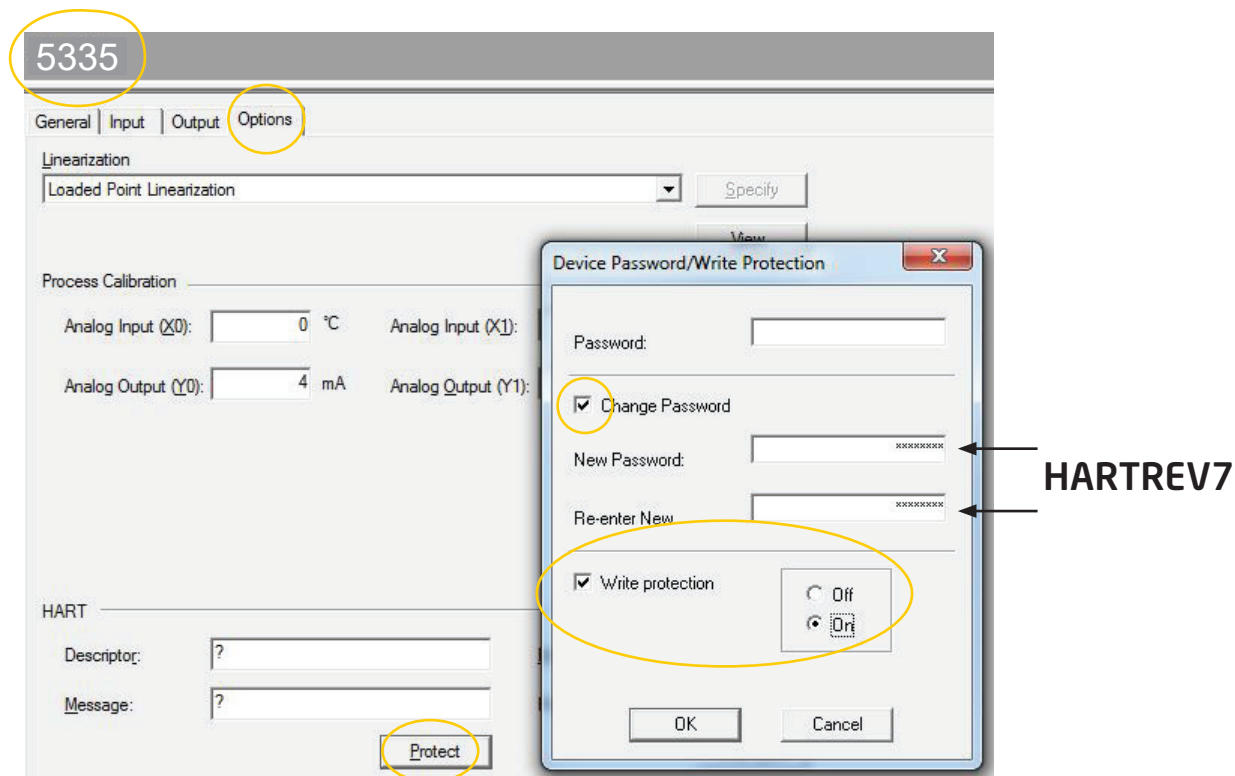 5335
General Input Output Options
Linearization
Loaded Point Linearization
Specify
View
Process Calibration
Analog Input (X0): 0 °C Analog Input (X1):
Analog Output (Y0): 4 mA Analog Output (Y1):
HART
Descriptor: ?
Message: ?
Protect
Device Password/Write Protection
Password:
Change Password
New Password: ********
Re-enter New ********
HARTREV7
Write protection
Off
On
OK Cancel